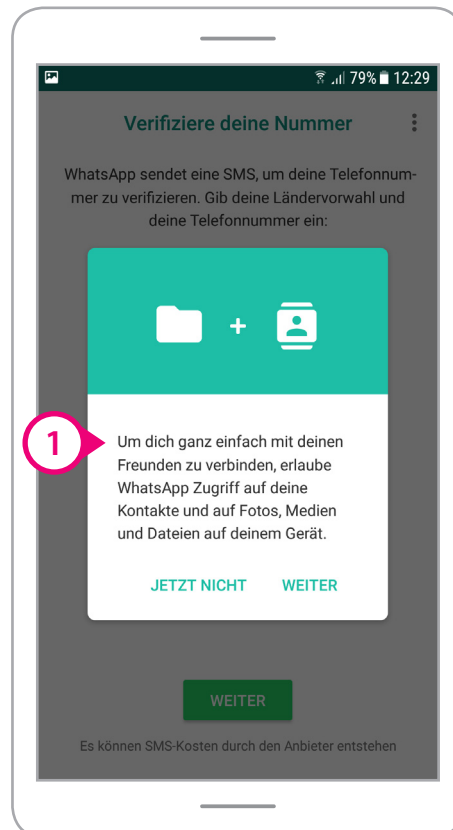 79% 12:29
Verifiziere deine Nummer
WhatsApp sendet eine SMS, um deine Telefonnum-
mer zu verifizieren. Gib deine Ländervorwahl und
deine Telefonnummer ein:
+
1
Um dich ganz einfach mit deinen
Freunden zu verbinden, erlaube
WhatsApp Zugriff auf deine
Kontakte und auf Fotos, Medien
und Dateien auf deinem Gerät.
JETZT NICHT WEITER
WEITER
Es können SMS-Kosten durch den Anbieter entstehen